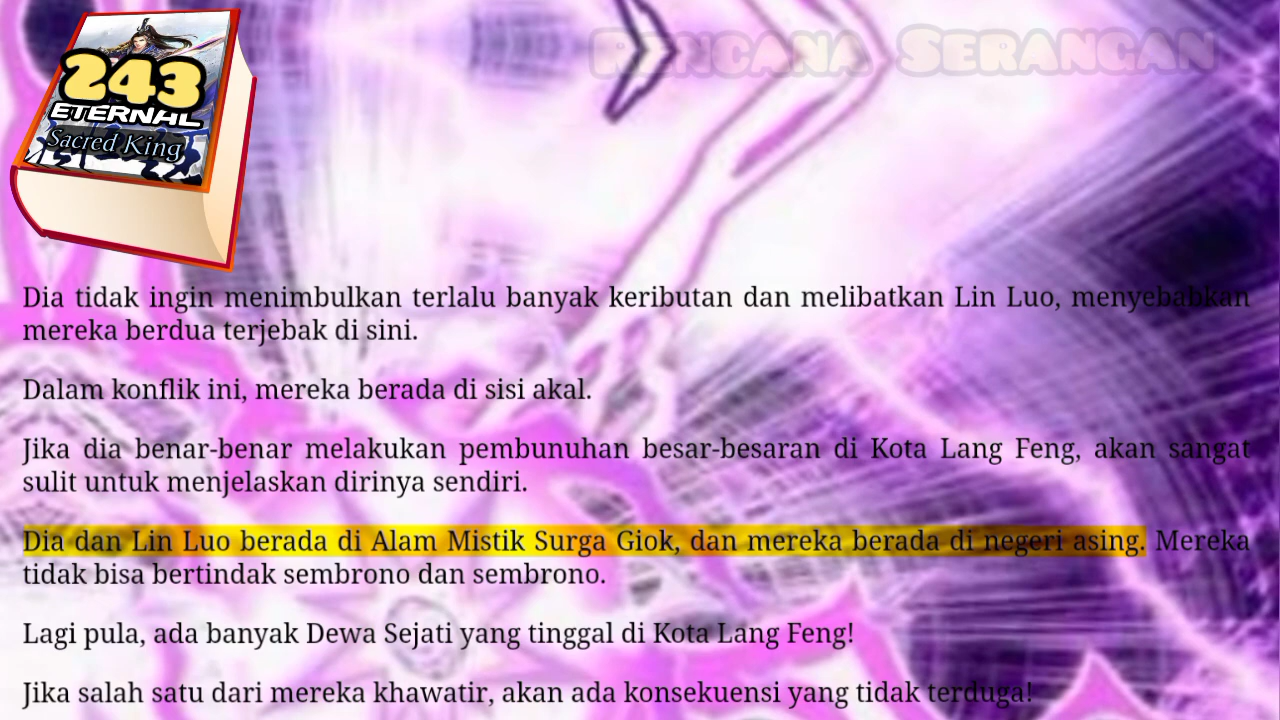 Rencana Serangan
243
ETERNAL
Sacred King
Dia tidak ingin menimbulkan terlalu banyak keributan dan melibatkan Lin Luo, menyebabkan
mereka berdua terjebak di sini.
Dalam konflik ini, mereka berada di sisi akal.
Jika dia benar-benar melakukan pembunuhan besar-besaran di Kota Lang Feng, akan sangat
sulit untuk menjelaskan dirinya sendiri.
Dia dan Lin Luo berada di Alam Mistik Surga Giok, dan mereka berada di negeri asing. Mereka
tidak bisa bertindak sembrono dan sembrono.
Lagi pula, ada banyak Dewa Sejati yang tinggal di Kota Lang Feng!
Jika salah satu dari mereka khawatir, akan ada konsekuensi yang tidak terduga!